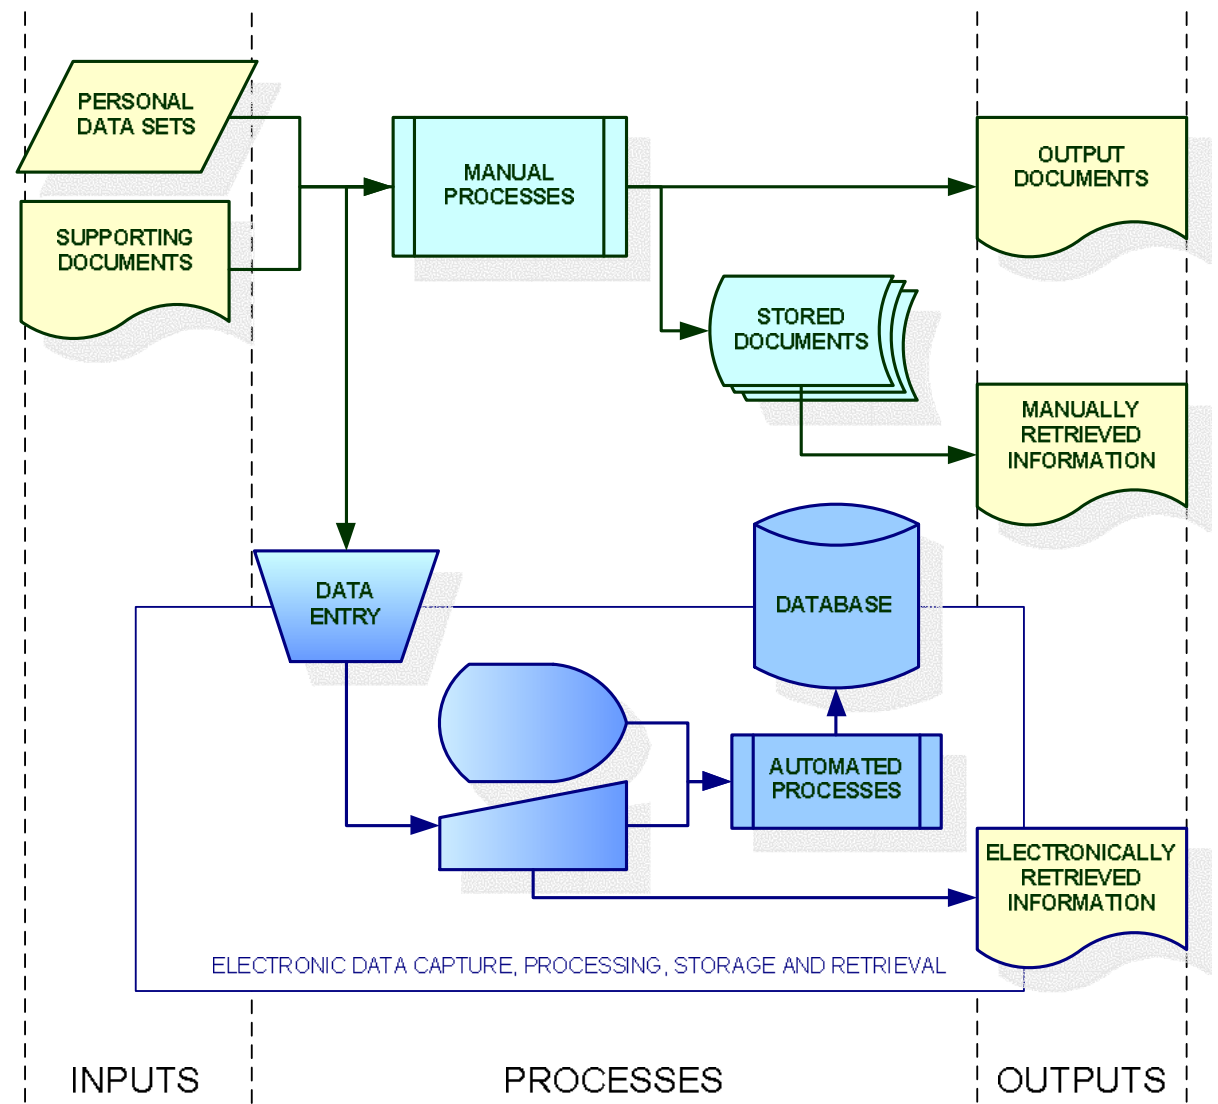 PERSONAL
DATA SETS
SUPPORTING
DOCUMENTS
MANUAL
PROCESSES
OUTPUT
DOCUMENTS
STORED
DOCUMENTS
MANUALLY
RETRIEVED
INFORMATION
DATA
ENTRY
DATABASE
AUTOMATED
PROCESSES
ELECTRONICALLY
RETRIEVED
INFORMATION
ELECTRONIC DATA CAPTURE, PROCESSING, STORAGE AND RETRIEVAL
INPUTS
PROCESSES
OUTPUTS